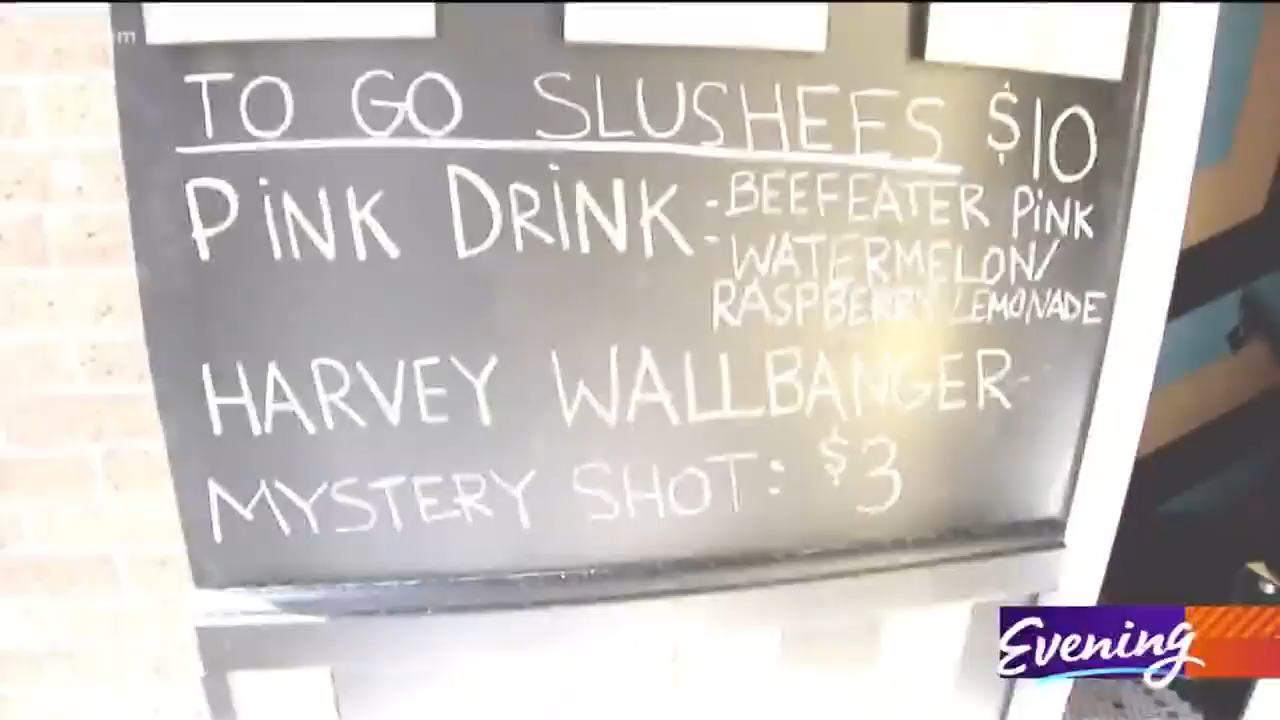 m
TO GO SLUSHEES $10
PiNK DRiNK - BEEFEATER PiNK
- WATERMELON/
RASPBERRY LEMONADE
HARVEY WALLBANGER-
MYSTERY SHOT: $3
Evening